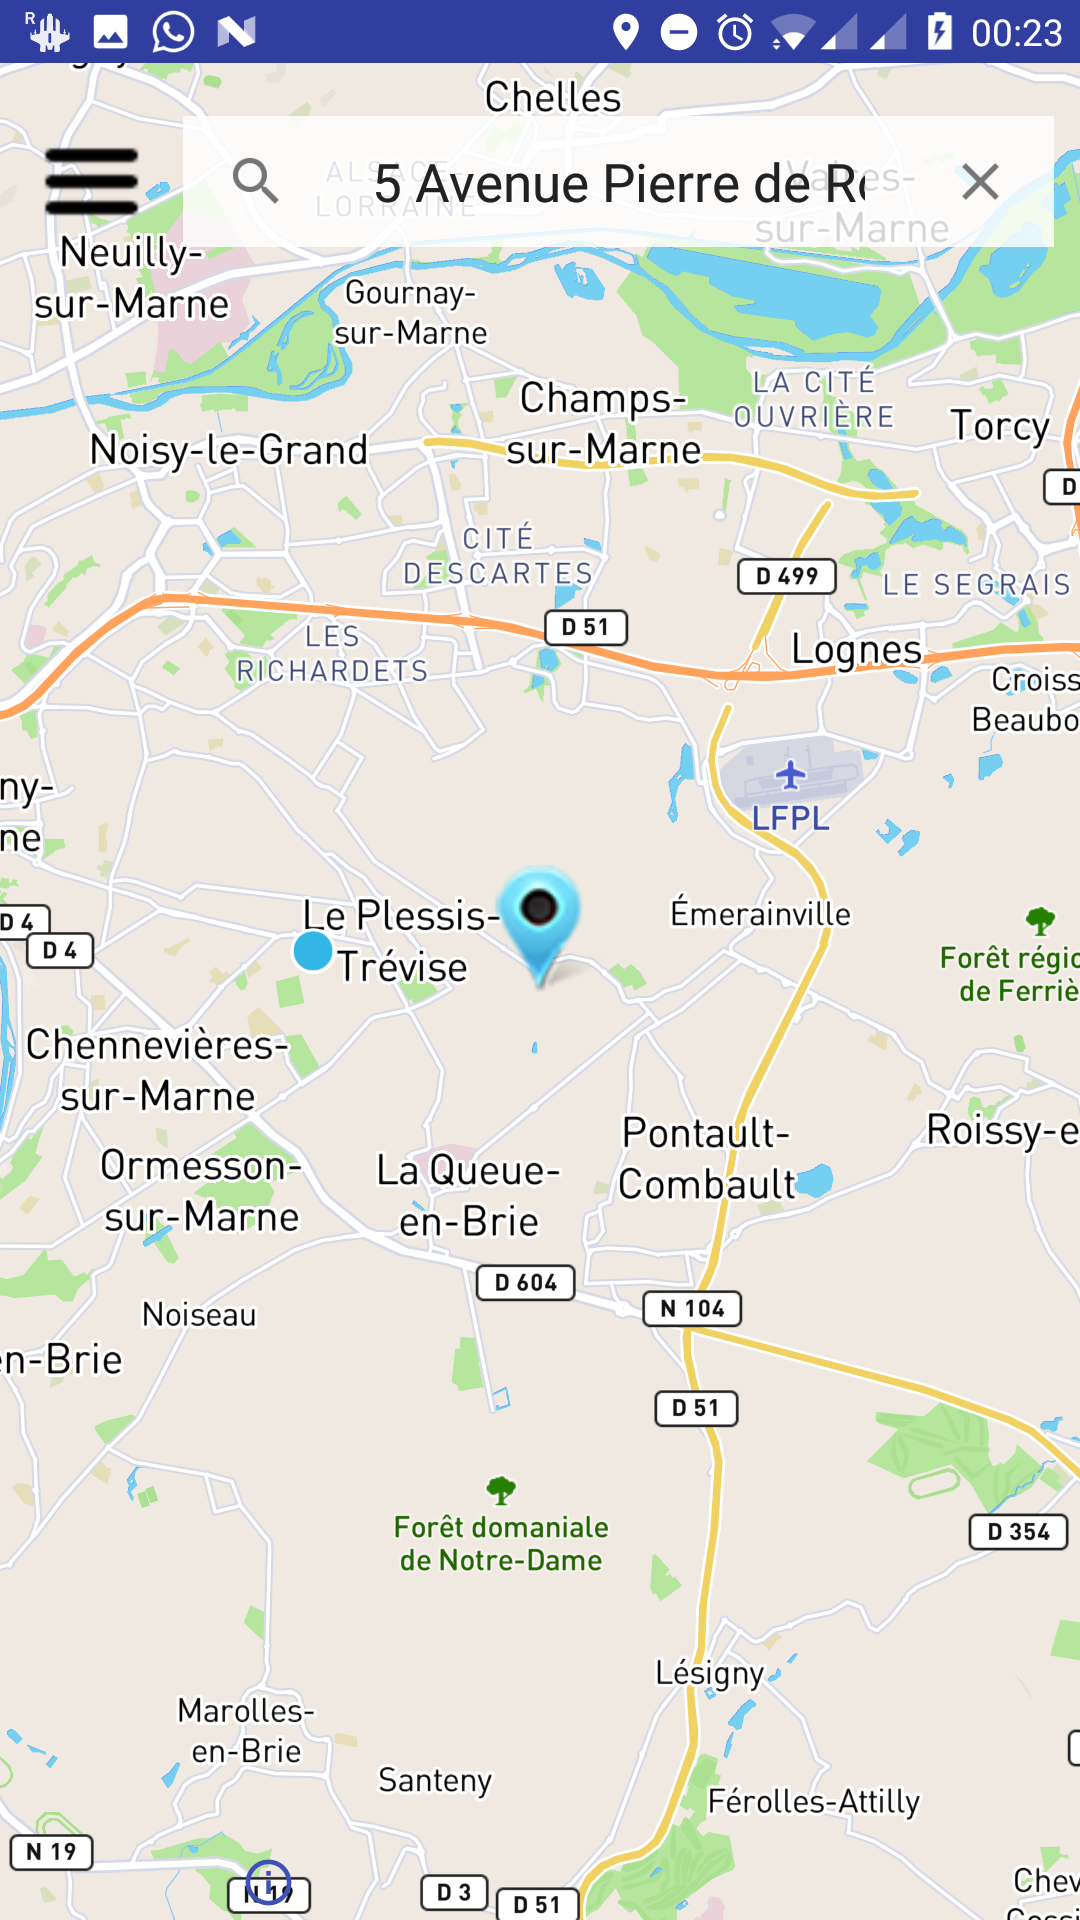 R
00:23
Chelles
ALSACE-
LORRAINE
5 Avenue Pierre de Ro
Vaires-
sur-Marne
Neuilly-
sur-Marne
Gournay-
sur-Marne
Champs-
sur-Marne
LA CITÉ
OUVRIÈRE
Torcy
Noisy-le-Grand
D
CITÉ
DESCARTES
D 499
LE SEGRAIS
D 51
LES
RICHARDETS
Lognes
Croiss
Beaubo
ny-
ne
LFPL
D 4
D 4
Le Plessis-
Trévise
Émerainville
Forêt régio
de Ferriè
Chennevières-
sur-Marne
Pontault-
Combault
Roissy-e
Ormesson-
sur-Marne
La Queue-
en-Brie
D 604
N 104
Noiseau
en-Brie
D 51
Forêt domaniale
de Notre-Dame
D 354
Lésigny
Marolles-
en-Brie
Santeny
Férolles-Attilly
N 19
N 19
D 3
D 51
Chev